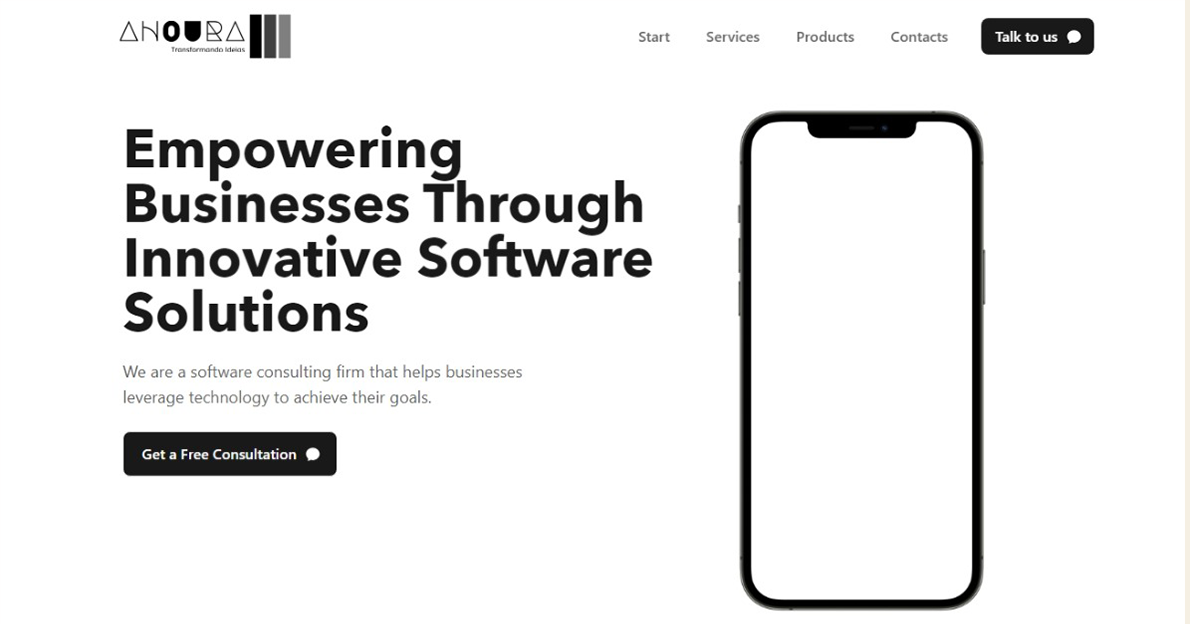 ANOURA
Transformando Ideias
Start
Services
Products
Contacts
Talk to us
Empowering
Businesses Through
Innovative Software
Solutions
We are a software consulting firm that helps businesses
leverage technology to achieve their goals.
Get a Free Consultation